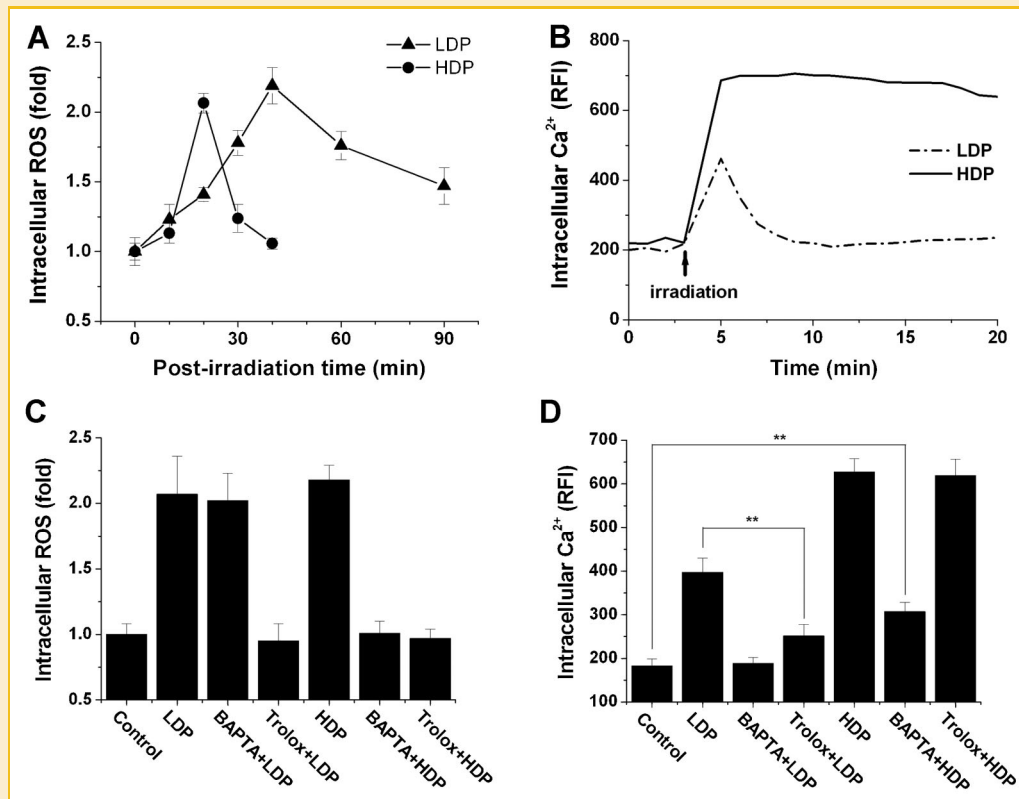 A
LDP
HDP
Intracellular ROS (fold)
2.5
2.0
1.5
1.0
0.5
0
30
60
90
Post-irradiation time (min)
B
Intracellular Ca²⁺ (RFI)
800
600
400
200
0
LDP
HDP
irradiation
0
5
10
15
20
Time (min)
C
Intracellular ROS (fold)
2.5
2.0
1.5
1.0
0.5
Control
LDP
BAPTA+LDP
Trolox+LDP
HDP
BAPTA+HDP
Trolox+HDP
D
Intracellular Ca²⁺ (RFI)
700
600
500
400
300
200
100
**
**
Control
LDP
BAPTA+LDP
Trolox+LDP
HDP
BAPTA+HDP
Trolox+HDP